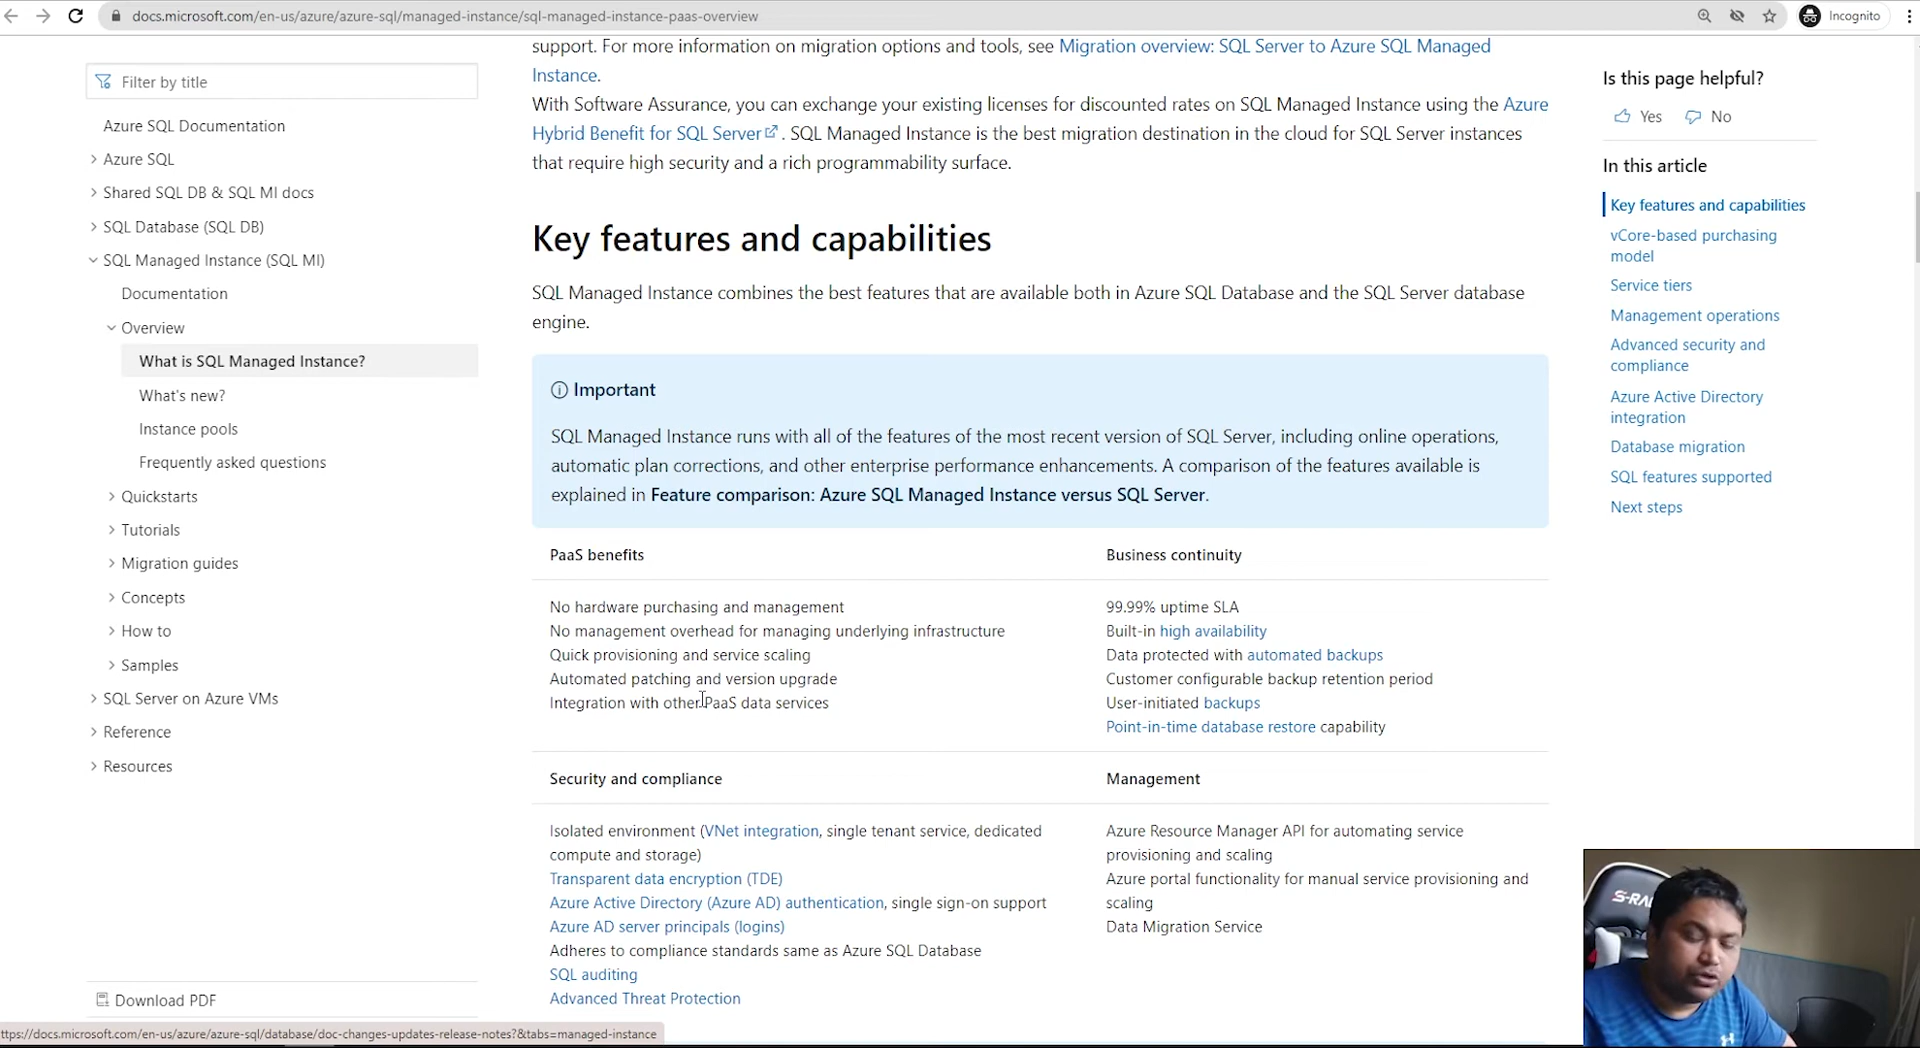 docs.microsoft.com/en-us/azure/azure-sql/managed-instance/sql-managed-instance-paas-overview
Incognito
Filter by title
Azure SQL Documentation
Azure SQL
Shared SQL DB & SQL MI docs
SQL Database (SQL DB)
SQL Managed Instance (SQL MI)
Documentation
Overview
What is SQL Managed Instance?
What's new?
Instance pools
Frequently asked questions
Quickstarts
Tutorials
Migration guides
Concepts
How to
Samples
SQL Server on Azure VMs
Reference
Resources
Download PDF
support. For more information on migration options and tools, see Migration overview: SQL Server to Azure SQL Managed
Instance.
With Software Assurance, you can exchange your existing licenses for discounted rates on SQL Managed Instance using the Azure
Hybrid Benefit for SQL Server . SQL Managed Instance is the best migration destination in the cloud for SQL Server instances
that require high security and a rich programmability surface.
Key features and capabilities
SQL Managed Instance combines the best features that are available both in Azure SQL Database and the SQL Server database
engine.
Important
SQL Managed Instance runs with all of the features of the most recent version of SQL Server, including online operations,
automatic plan corrections, and other enterprise performance enhancements. A comparison of the features available is
explained in Feature comparison: Azure SQL Managed Instance versus SQL Server.
PaaS benefits
No hardware purchasing and management
No management overhead for managing underlying infrastructure
Quick provisioning and service scaling
Automated patching and version upgrade
Integration with other PaaS data services
Business continuity
99.99% uptime SLA
Built-in high availability
Data protected with automated backups
Customer configurable backup retention period
User-initiated backups
Point-in-time database restore capability
Security and compliance
Isolated environment (VNet integration, single tenant service, dedicated
compute and storage)
Transparent data encryption (TDE)
Azure Active Directory (Azure AD) authentication, single sign-on support
Azure AD server principals (logins)
Adheres to compliance standards same as Azure SQL Database
SQL auditing
Advanced Threat Protection
Management
Azure Resource Manager API for automating service
provisioning and scaling
Azure portal functionality for manual service provisioning and
scaling
Data Migration Service
Is this page helpful?
Yes No
In this article
Key features and capabilities
vCore-based purchasing
model
Service tiers
Management operations
Advanced security and
compliance
Azure Active Directory
integration
Database migration
SQL features supported
Next steps
ttps://docs.microsoft.com/en-us/azure/azure-sql/database/doc-changes-updates-release-notes?&tabs=managed-instance